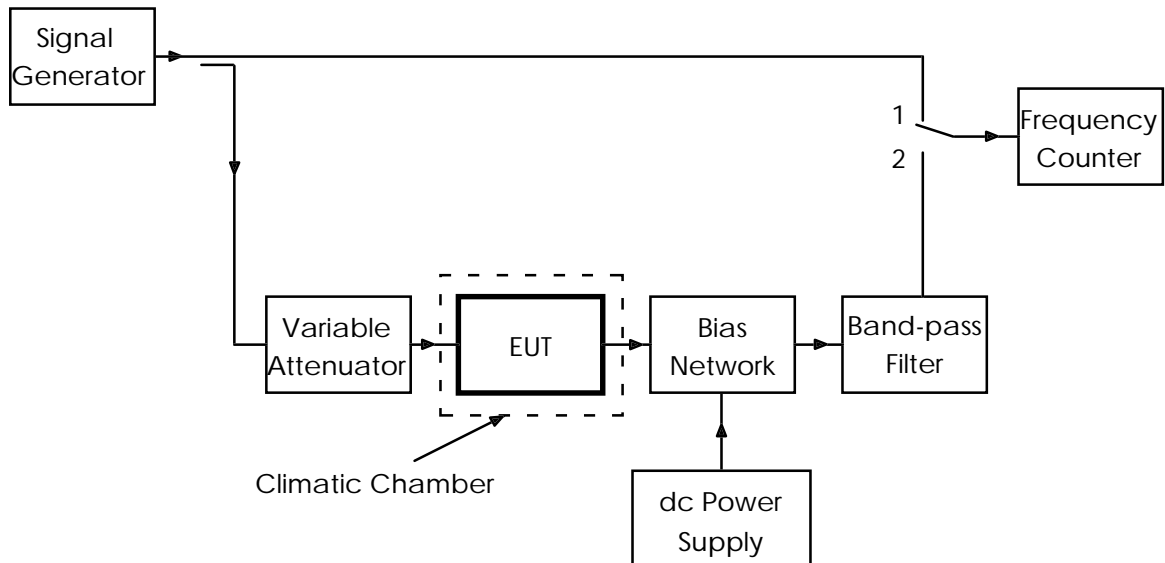 Signal
Generator
1
2
Frequency
Counter
Variable
Attenuator
EUT
Bias
Network
Band-pass
Filter
Climatic Chamber
dc Power
Supply